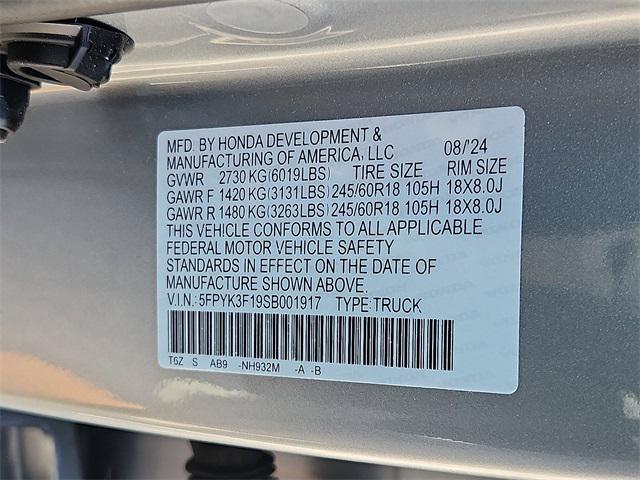 MFD. BY HONDA DEVELOPMENT &
MANUFACTURING OF AMERICA, LLC 08/'24
GVWR 2730 KG(6019LBS) TIRE SIZE RIM SIZE
GAWR F 1420 KG(3131LBS) 245/60R18 105H 18X8.0J
GAWR R 1480 KG(3263LBS) 245/60R18 105H 18X8.0J
THIS VEHICLE CONFORMS TO ALL APPLICABLE
FEDERAL MOTOR VEHICLE SAFETY
STANDARDS IN EFFECT ON THE DATE OF
MANUFACTURE SHOWN ABOVE.
V.I.N.: 5FPYK3F19SB001917 TYPE:TRUCK
T6Z S AB9 -NH932M -A -B